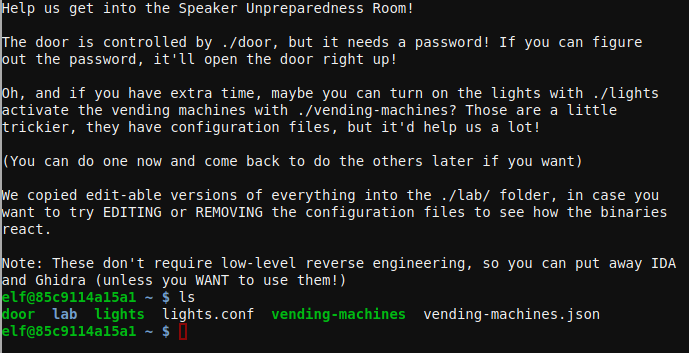 Help us get into the Speaker Unpreparedness Room!
The door is controlled by ./door, but it needs a password! If you can figure
out the password, it'll open the door right up!
Oh, and if you have extra time, maybe you can turn on the lights with ./lights
activate the vending machines with ./vending-machines? Those are a little
trickier, they have configuration files, but it'd help us a lot!
(You can do one now and come back to do the others later if you want)
We copied edit-able versions of everything into the ./lab/ folder, in case you
want to try EDITING or REMOVING the configuration files to see how the binaries
react.
Note: These don't require low-level reverse engineering, so you can put away IDA
and Ghidra (unless you WANT to use them!)
elf@85c9114a15a1 ~ $ ls
door lab lights lights.conf vending-machines vending-machines.json
elf@85c9114a15a1 ~ $